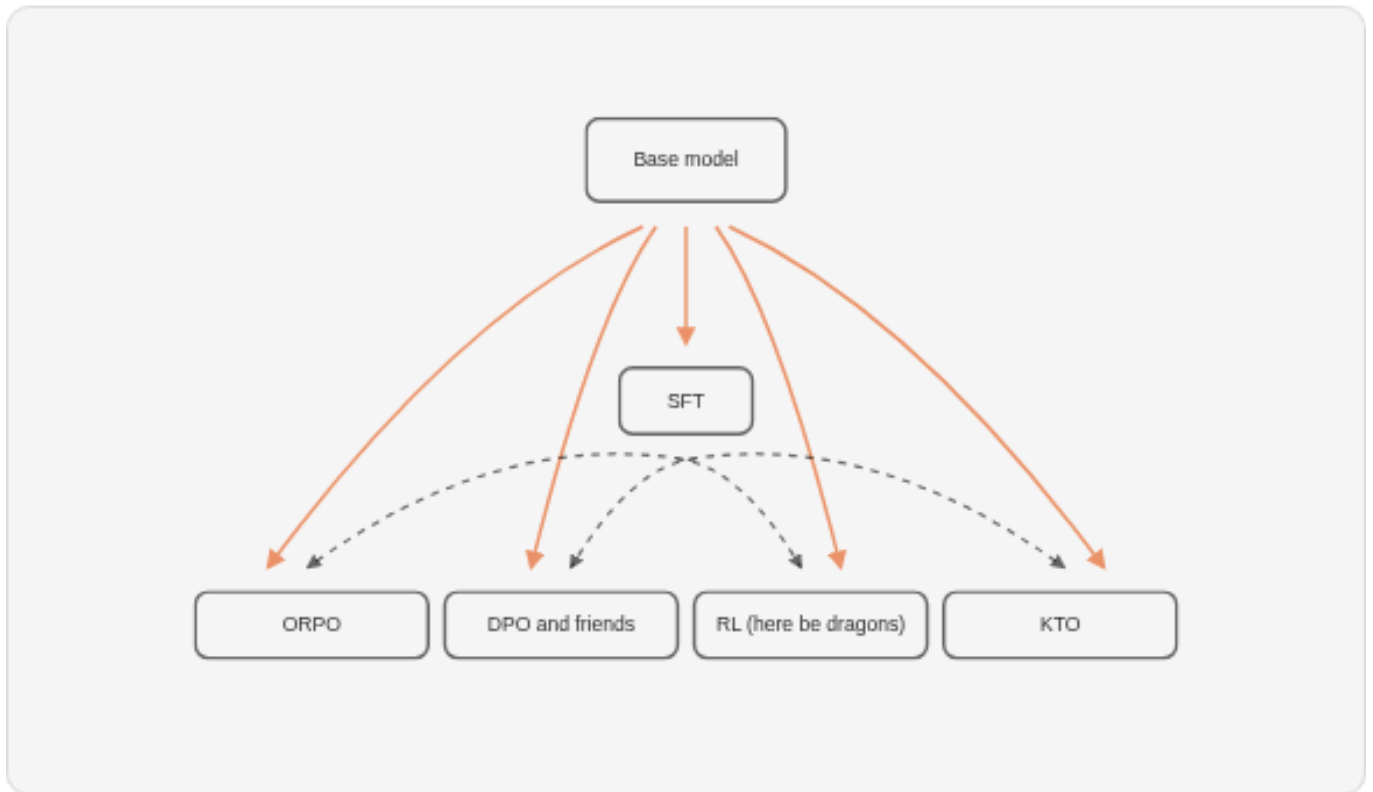 Base model
SFT
ORPO
DPO and friends
RL (here be dragons)
KTO